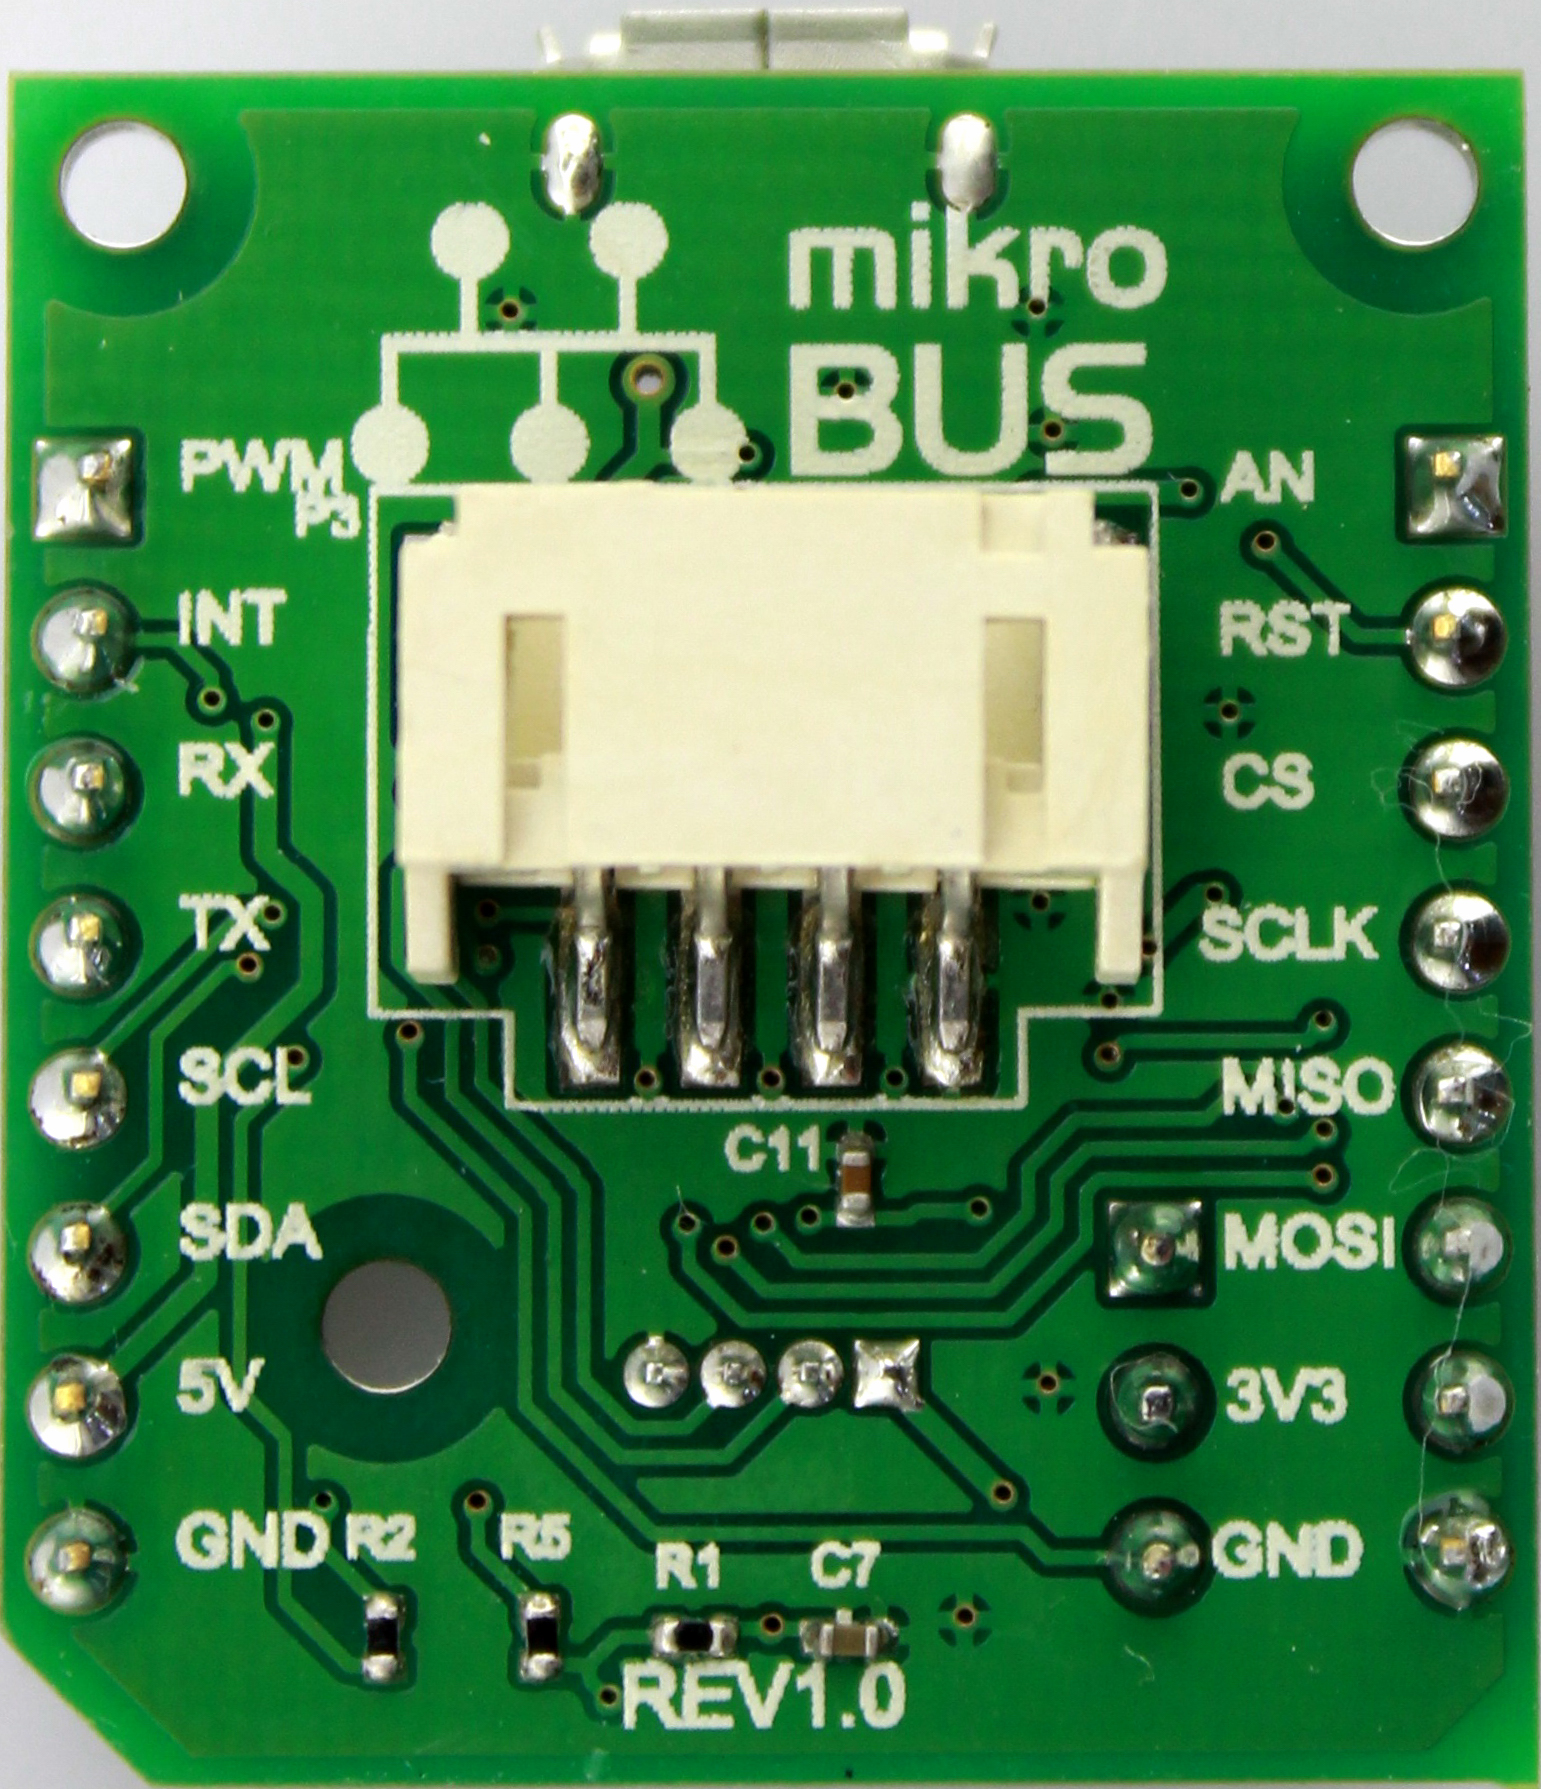 mikro
BUS
PWM
P3
AN
INT
RST
RX
CS
TX
SCLK
SCL
MISO
C11
SDA
MOSI
5V
3V3
GND
R2
R5
R1
C7
GND
REV1.0